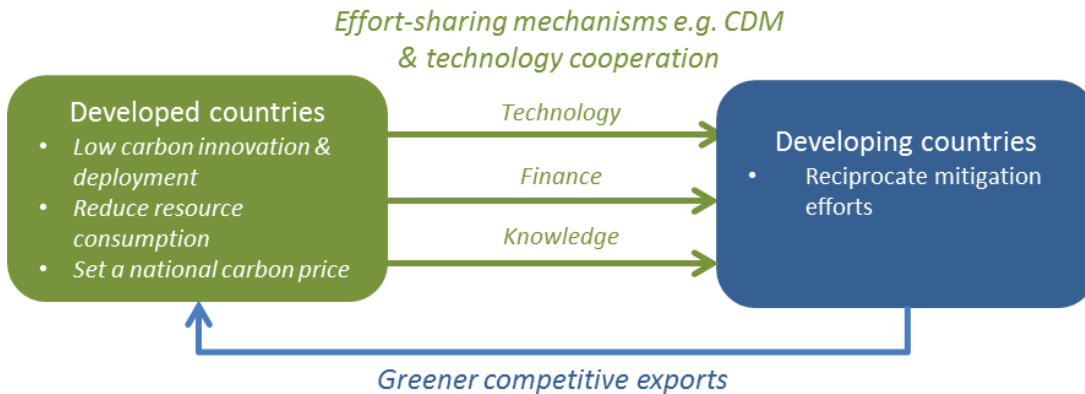 Effort-sharing mechanisms e.g. CDM
& technology cooperation
Developed countries
• Low carbon innovation &
deployment
• Reduce resource
consumption
• Set a national carbon price
Technology
Finance
Knowledge
Developing countries
• Reciprocate mitigation
efforts
Greener competitive exports